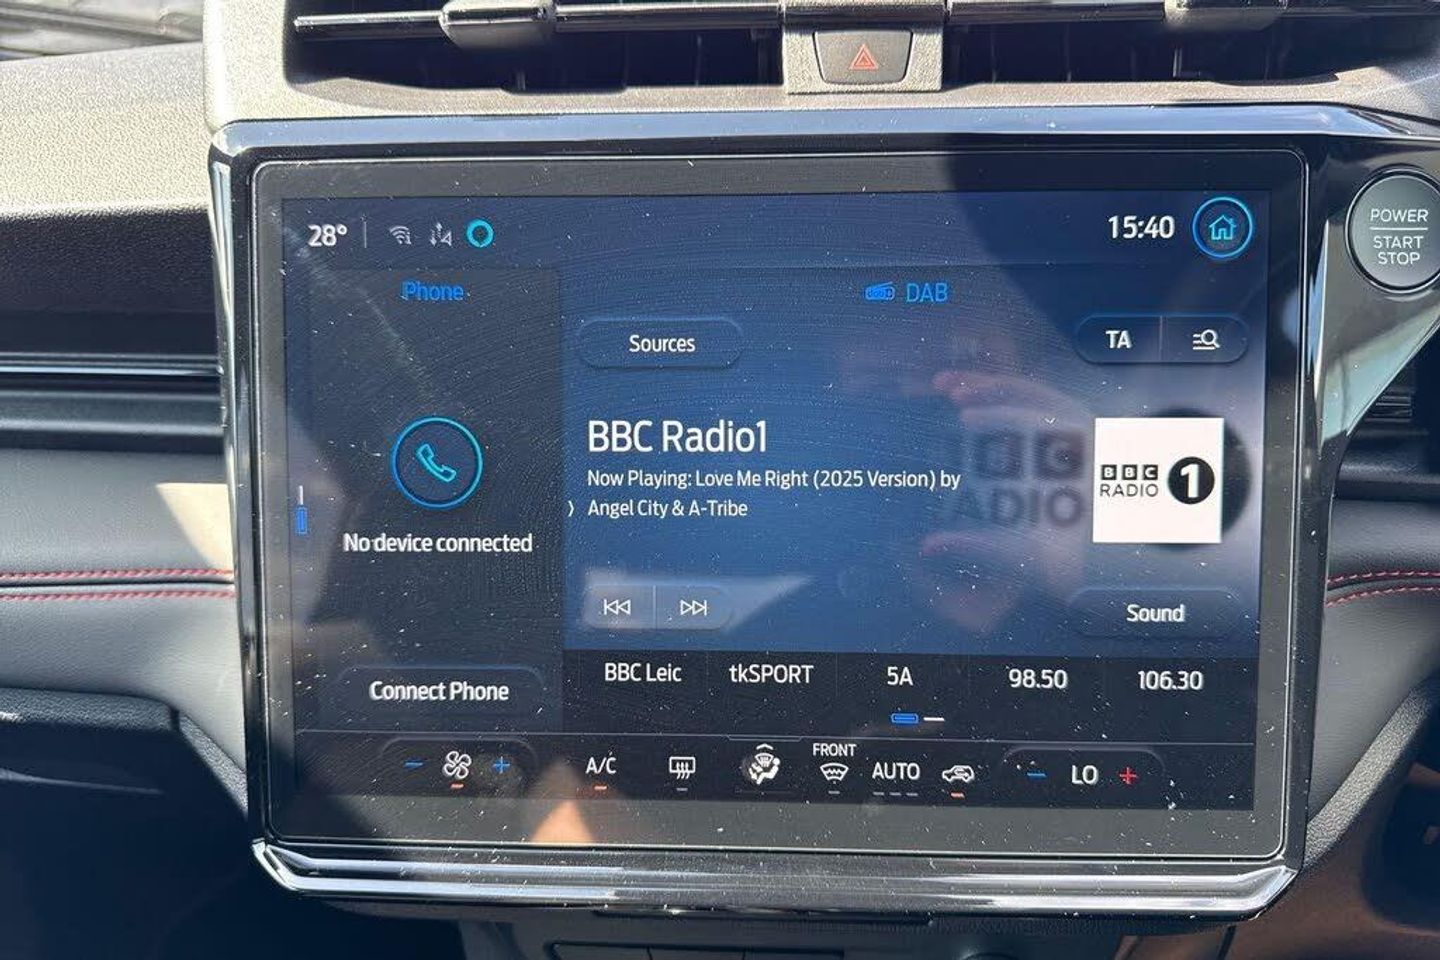 POWER
START
STOP
28° 15:40
Phone DAB
Sources TA
BBC Radio1
Now Playing: Love Me Right (2025 Version) by
Angel City & A-Tribe
BBC
RADIO 1
No device connected
Sound
Connect Phone
BBC Leic tkSPORT 5A 98.50 106.30
A/C FRONT AUTO LO